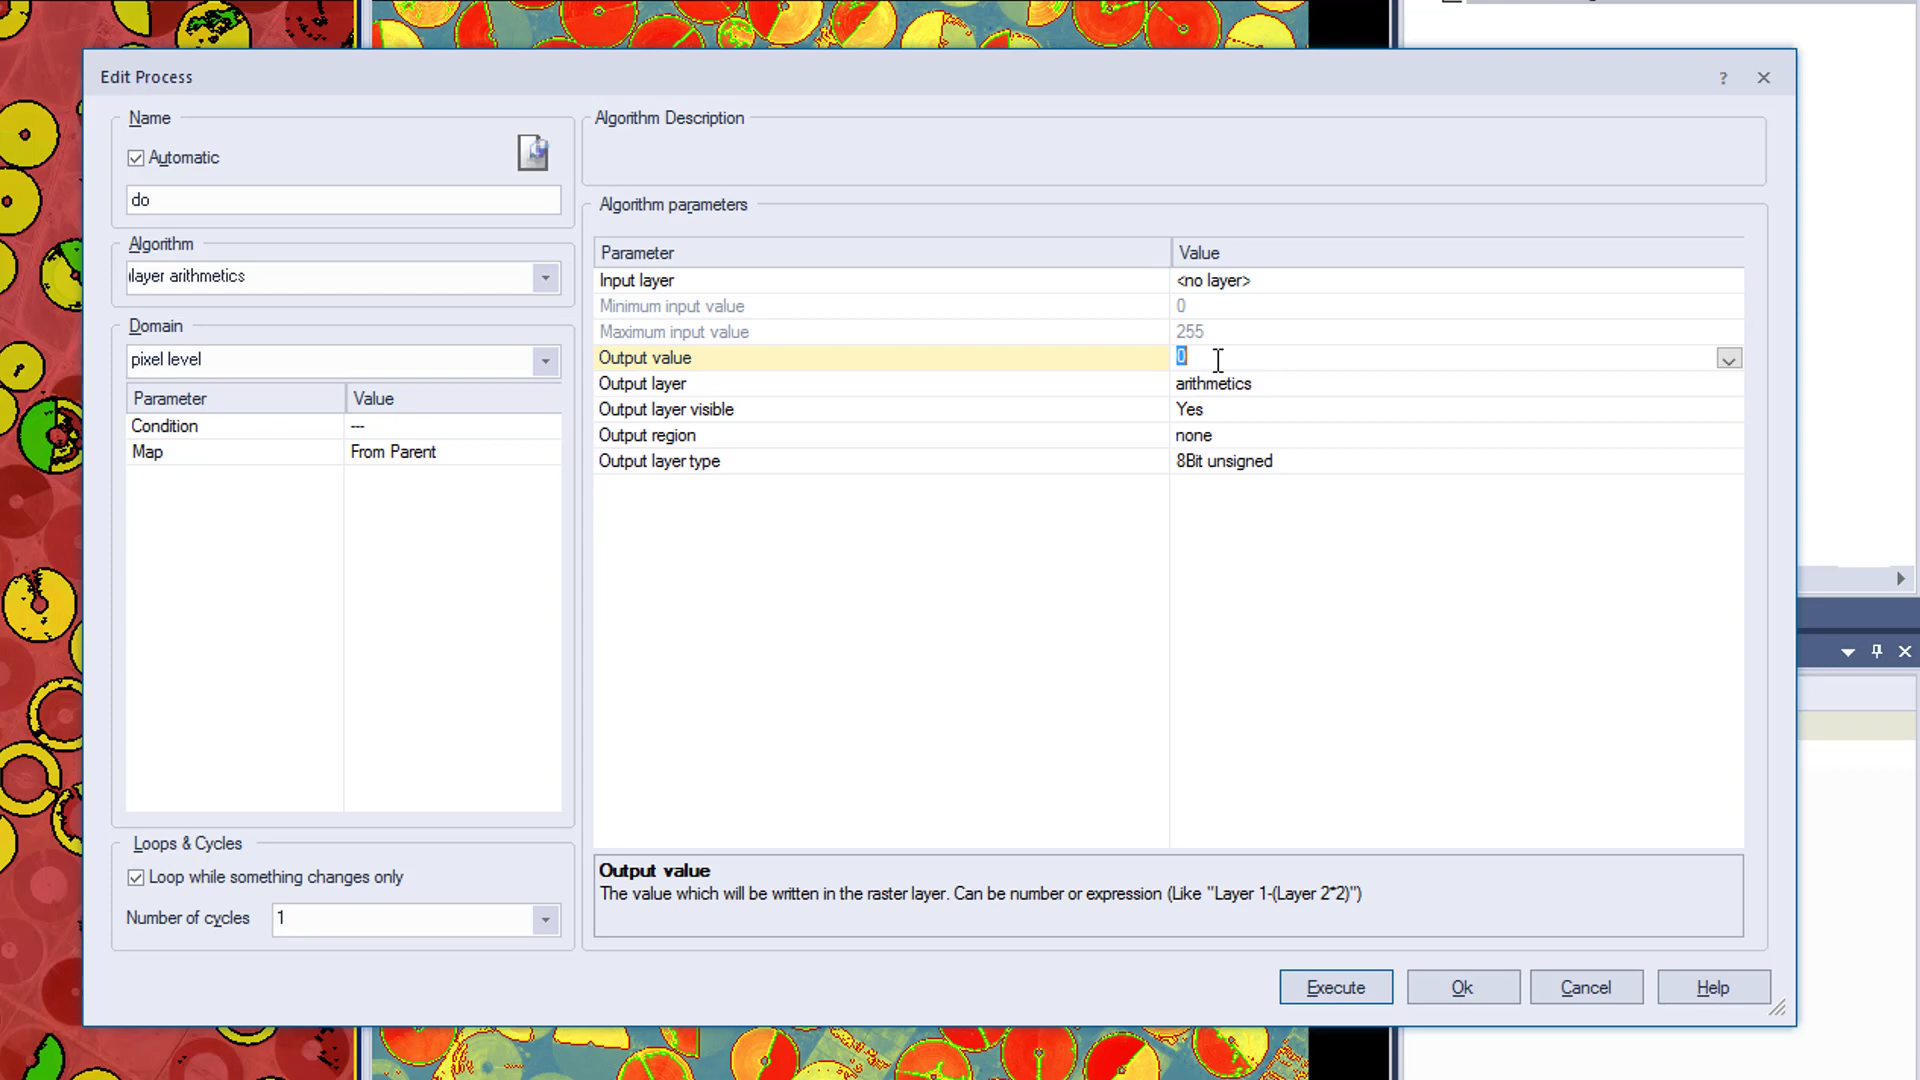 Edit Process
?
Name
Automatic
do
Algorithm
layer arithmetics
Domain
pixel level
Parameter Value
Condition ---
Map From Parent
Loops & Cycles
Loop while something changes only
Number of cycles 1
Algorithm Description
Algorithm parameters
Parameter Value
Input layer <no layer>
Minimum input value 0
Maximum input value 255
Output value 0
Output layer arithmetics
Output layer visible Yes
Output region none
Output layer type 8Bit unsigned
Output value
The value which will be written in the raster layer. Can be number or expression (Like "Layer 1-(Layer 2*2)")
Execute Ok Cancel Help